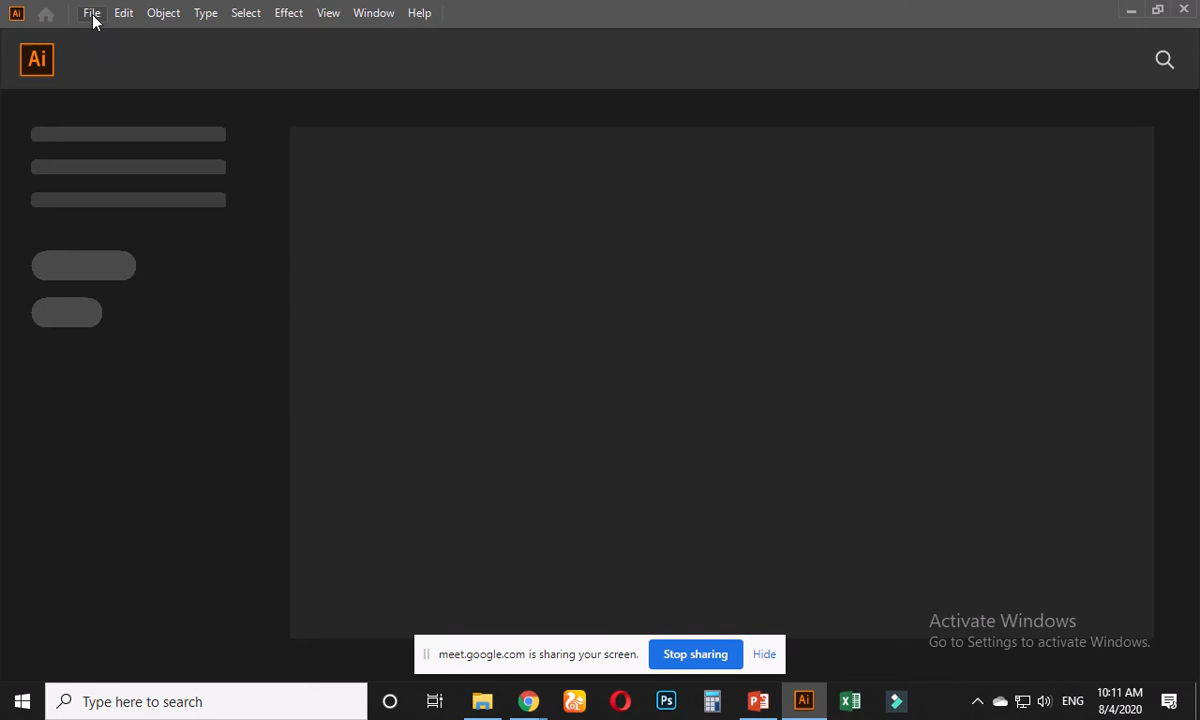 Ai File Edit Object Type Select Effect View Window Help
Ai
Activate Windows
Go to Settings to activate Windows.
meet.google.com is sharing your screen. Stop sharing Hide
Type here to search
Ps
Ai
ENG
10:11 AM
8/4/2020